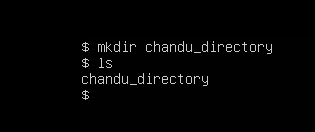 $ mkdir chandu_directory
$ ls
chandu_directory
$